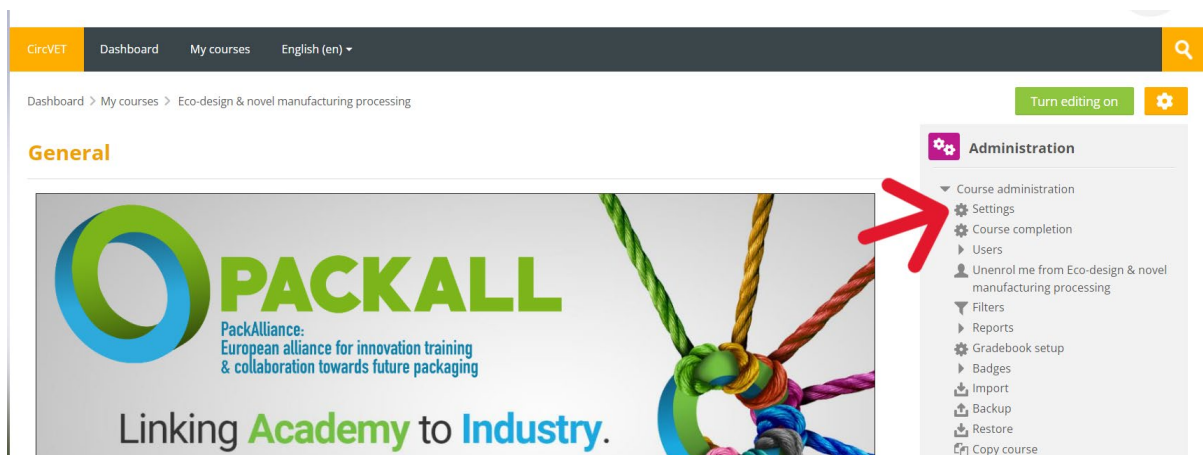 CircVET Dashboard My courses English (en)
Dashboard > My courses > Eco-design & novel manufacturing processing
Turn editing on
General
PACKALL
PackAlliance:
European alliance for innovation training
& collaboration towards future packaging
Linking Academy to Industry.
Administration
Course administration
Settings
Course completion
Users
Unenrol me from Eco-design & novel
manufacturing processing
Filters
Reports
Gradebook setup
Badges
Import
Backup
Restore
Copy course